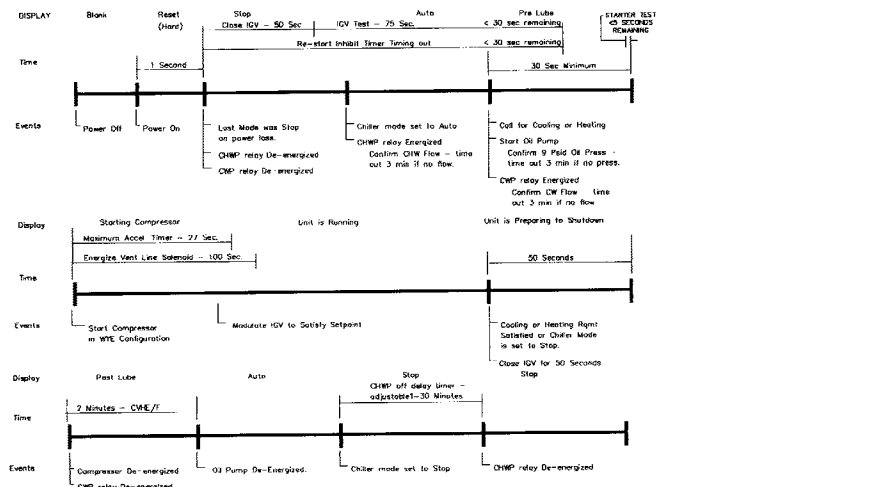 DISPLAY Blank Reset Stop Auto Pre Lube STARTER TEST
(Hard) Close IGV - 50 Sec IGV Test - 75 Sec. < 30 sec remaining <5 SECONDS
REMAINING
Re-start Inhibit Timer Timing out < 30 sec remaining
Time 1 Second 30 Sec Minimum
Events Power Off Power On Last Mode was Stop Chiller mode set to Auto Call for Cooling or Heating
on power loss. CHWP relay Energized Start Oil Pump
CHWP relay De-energized Confirm CHW Flow - time Confirm 9 Psid Oil Press -
CWP relay De-energized out 3 min if no flow. time out 3 min if no press.
CWP relay Energized
Confirm CW Flow time
out 3 min if no flow
Display Starting Compressor Unit is Running Unit is Preparing to Shutdown
Maximum Accel Timer - 27 Sec.
Energize Vent Line Solenoid - 100 Sec. 50 Seconds
Time
Events Start Compressor Modulate IGV to Satisfy Setpoint Cooling or Heating Rqmt
in WYE Configuration Satisfied or Chiller Mode
is set to Stop.
Close IGV for 50 Seconds
Stop
Display Post Lube Auto Stop
CHWP off delay timer -
2 Minutes - CVHE/F adjustable1-30 Minutes
Time
Events Compressor De-energized Oil Pump De-Energized. Chiller mode set to Stop CHWP relay De-energized
CWP relay De-energized